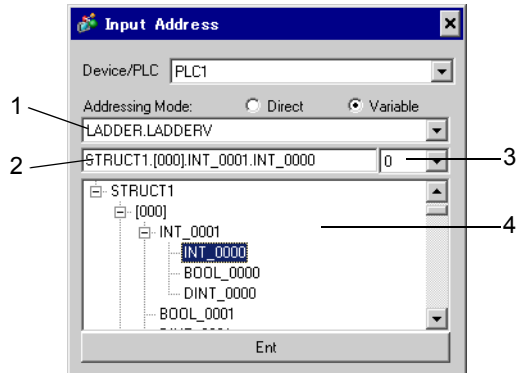 Input Address
Device/PLC PLC1
Addressing Mode: Direct Variable
1
LADDER.LADDERV
2
STRUCT1.[000].INT_0001.INT_0000 0
3
STRUCT1
[000]
4
INT_0001
INT_0000
BOOL_0000
DINT_0000
BOOL_0001
Ent